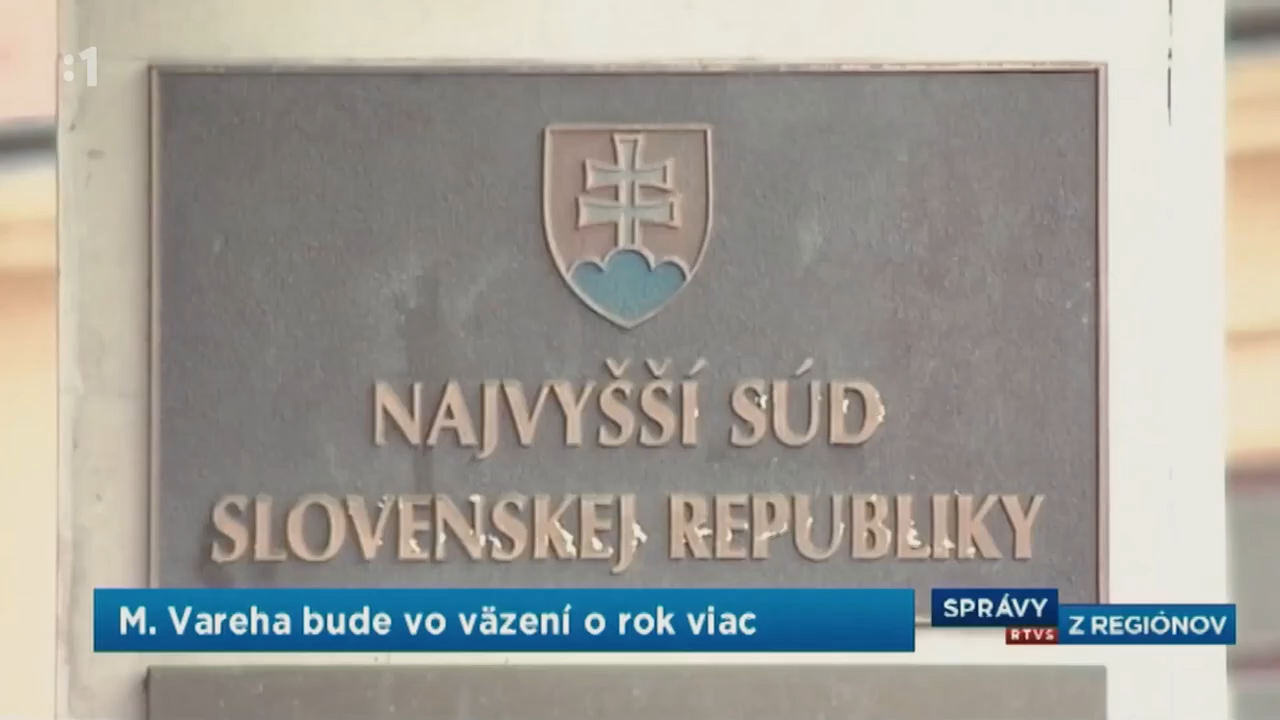 :1
NAJVYŠŠÍ SÚD
SLOVENSKEJ REPUBLIKY
M. Vareha bude vo väzení o rok viac
SPRÁVY
RTVS
Z REGIÓNOV